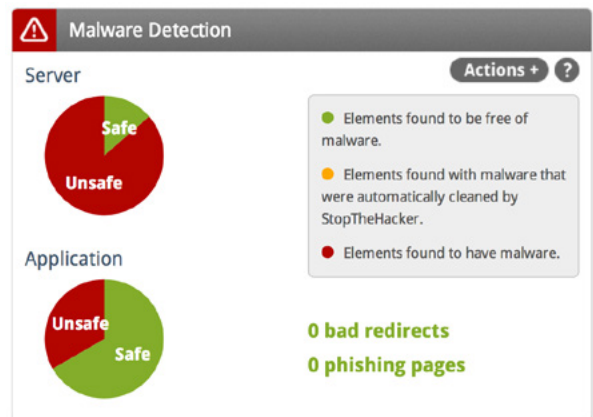 Malware Detection
Server
Actions +
?
Safe
Unsafe
Elements found to be free of
malware.
Elements found with malware that
were automatically cleaned by
StopTheHacker.
Elements found to have malware.
Application
Unsafe
Safe
0 bad redirects
0 phishing pages